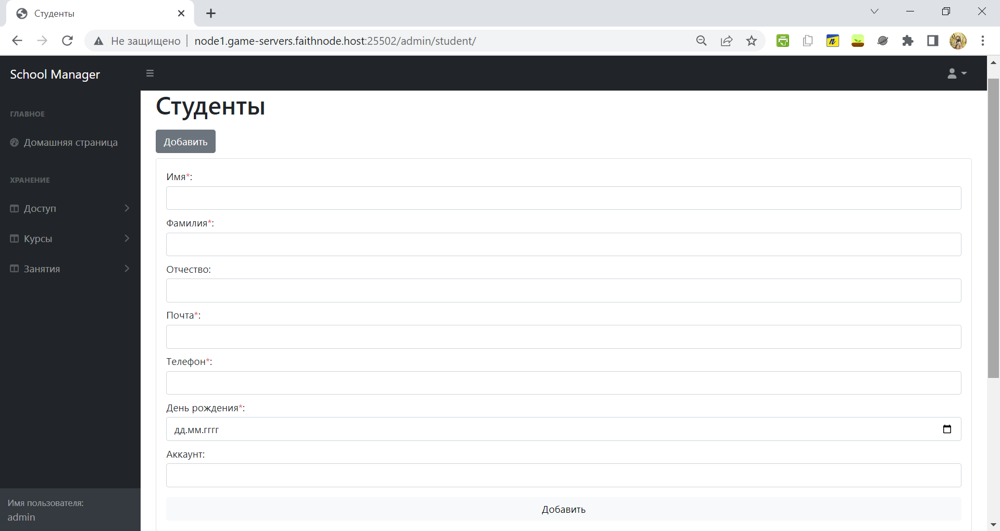 Студенты
Не защищено
node1.game-servers.faithnode.host:25502/admin/student/
School Manager
ГЛАВНОЕ
Домашняя страница
ХРАНЕНИЕ
Доступ
Курсы
Занятия
Имя пользователя:
admin
Студенты
Добавить
Имя*:
Фамилия*:
Отчество:
Почта*:
Телефон*:
День рождения*:
дд.мм.гггг
Аккаунт:
Добавить